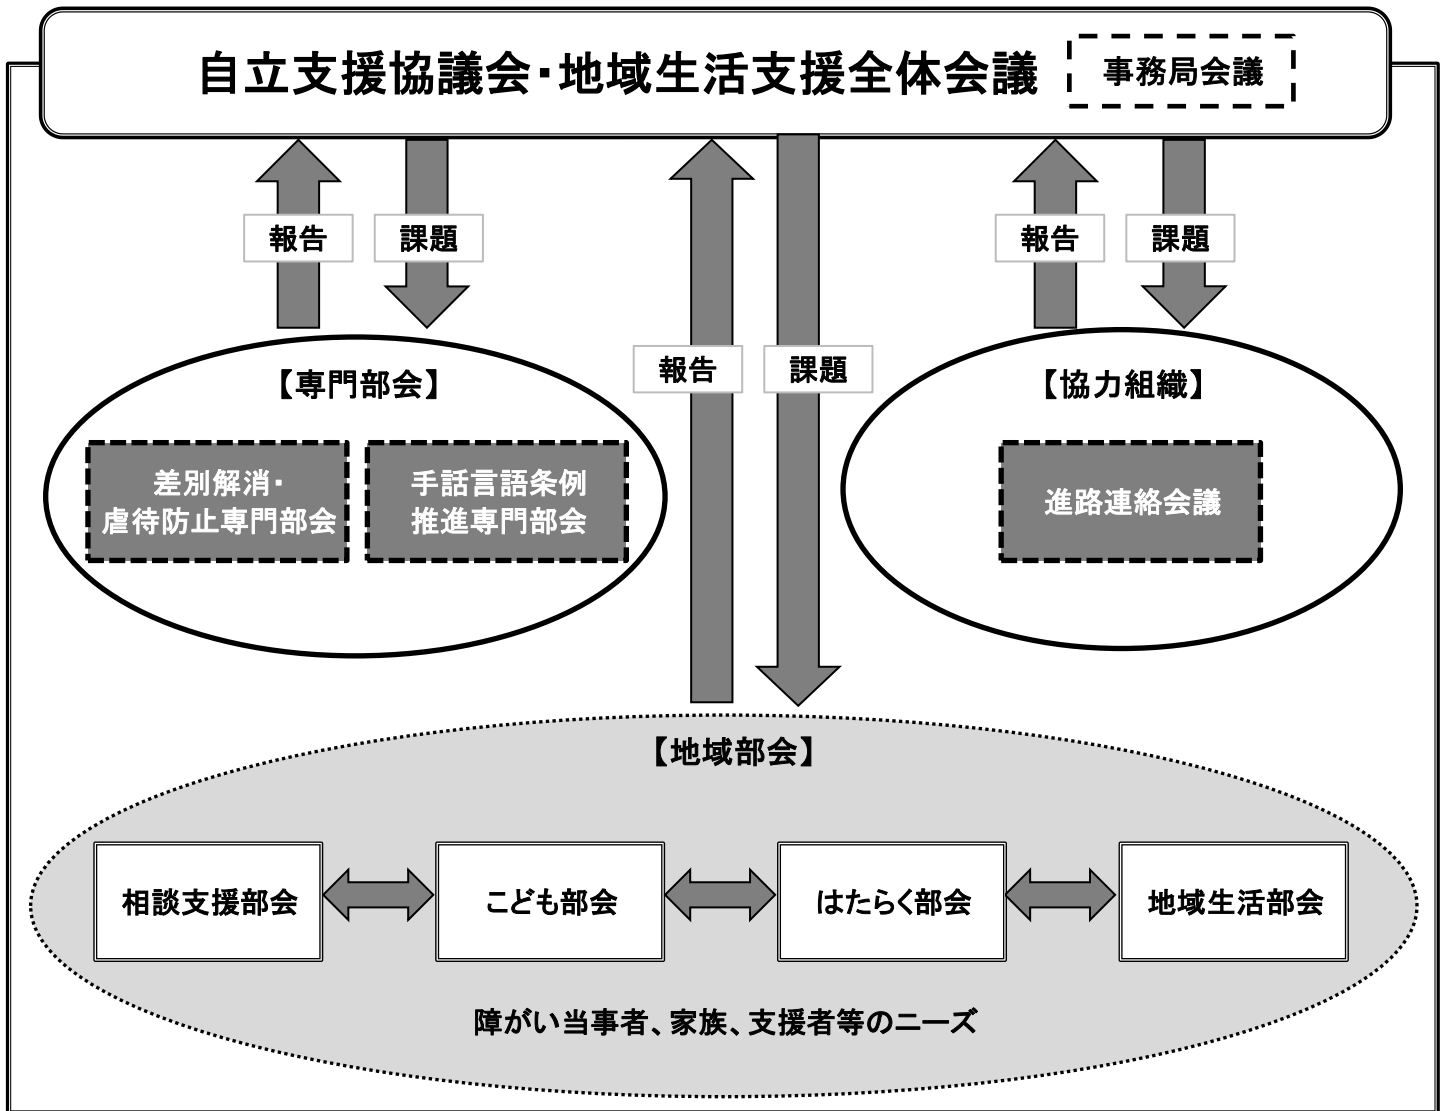 自立支援協議会・地域生活支援全体会議
事務局会議
報告
課題
報告
課題
報告
課題
【専門部会】
差別解消・
虐待防止専門部会
手話言語条例
推進専門部会
【協力組織】
進路連絡会議
【地域部会】
相談支援部会
こども部会
はたらく部会
地域生活部会
障がい当事者、家族、支援者等のニーズ